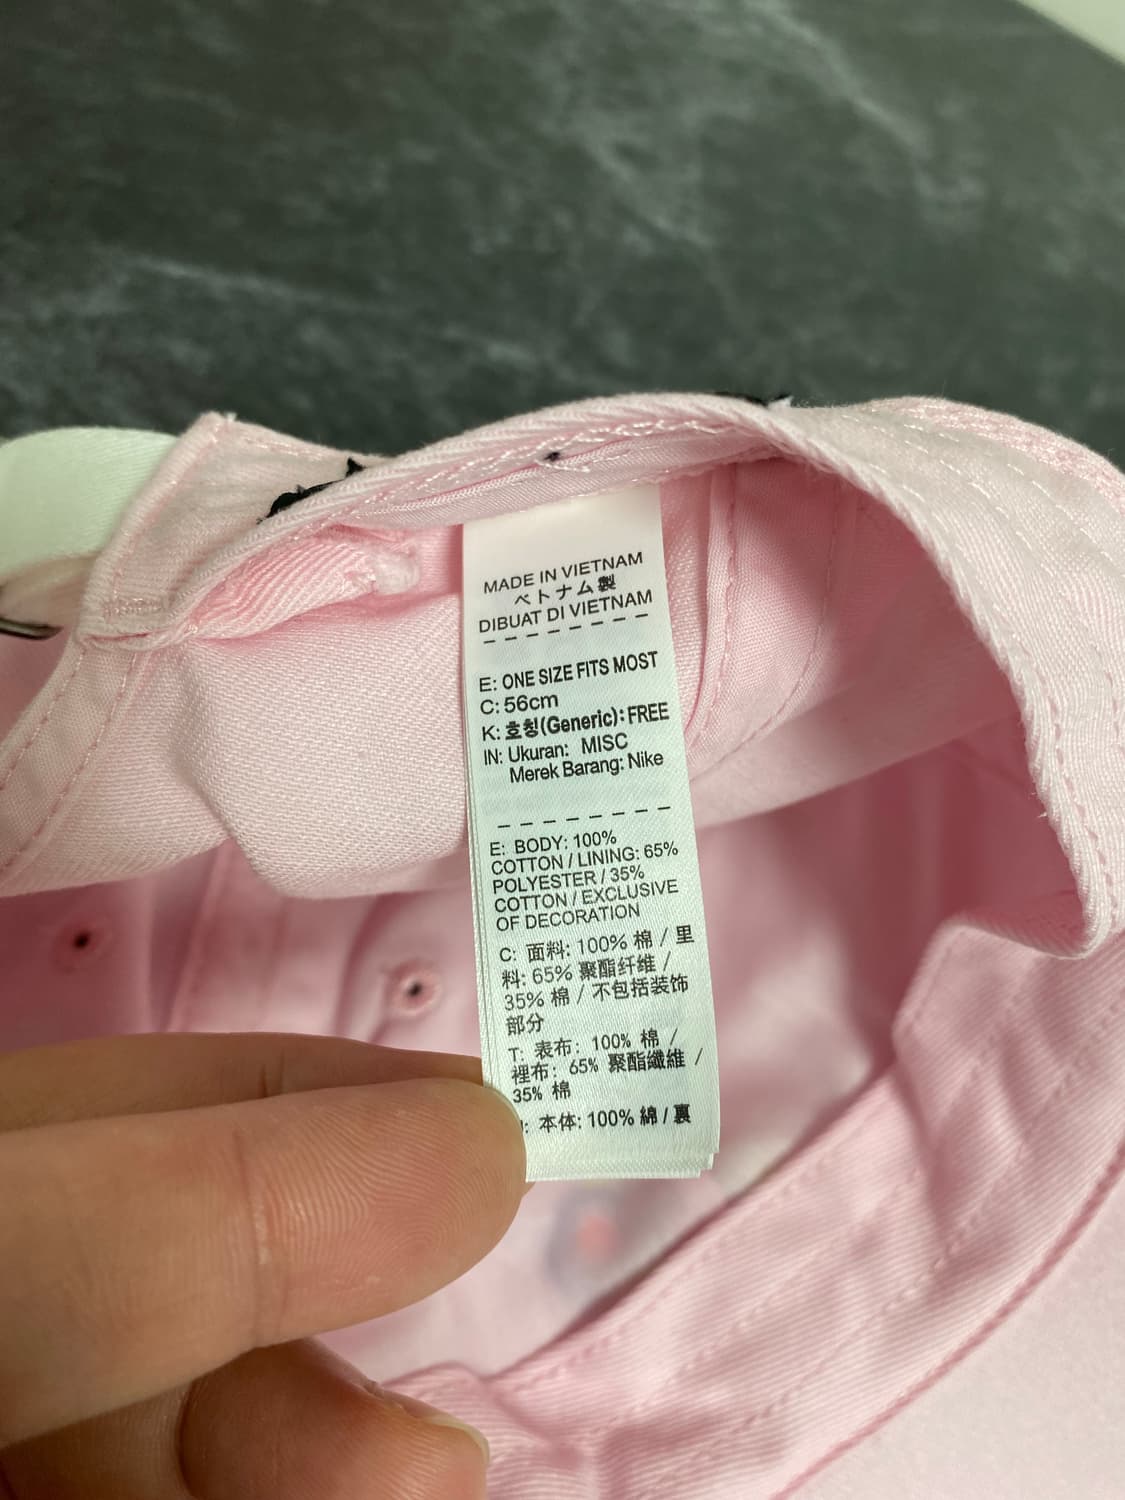 MADE IN VIETNAM
ベトナム製
DIBUAT DI VIETNAM
E: ONE SIZE FITS MOST
C: 56cm
K: 호칭(Generic): FREE
IN: Ukuran: MISC
Merek Barang: Nike
E: BODY: 100%
COTTON / LINING: 65%
POLYESTER / 35%
COTTON / EXCLUSIVE
OF DECORATION
C: 面料: 100% 棉 / 里
料: 65% 聚酯纤维 /
35% 棉 / 不包括装饰
部分
T: 表布: 100% 棉 /
裡布: 65% 聚酯纖維 /
35% 棉
: 本体: 100% 綿 / 裏